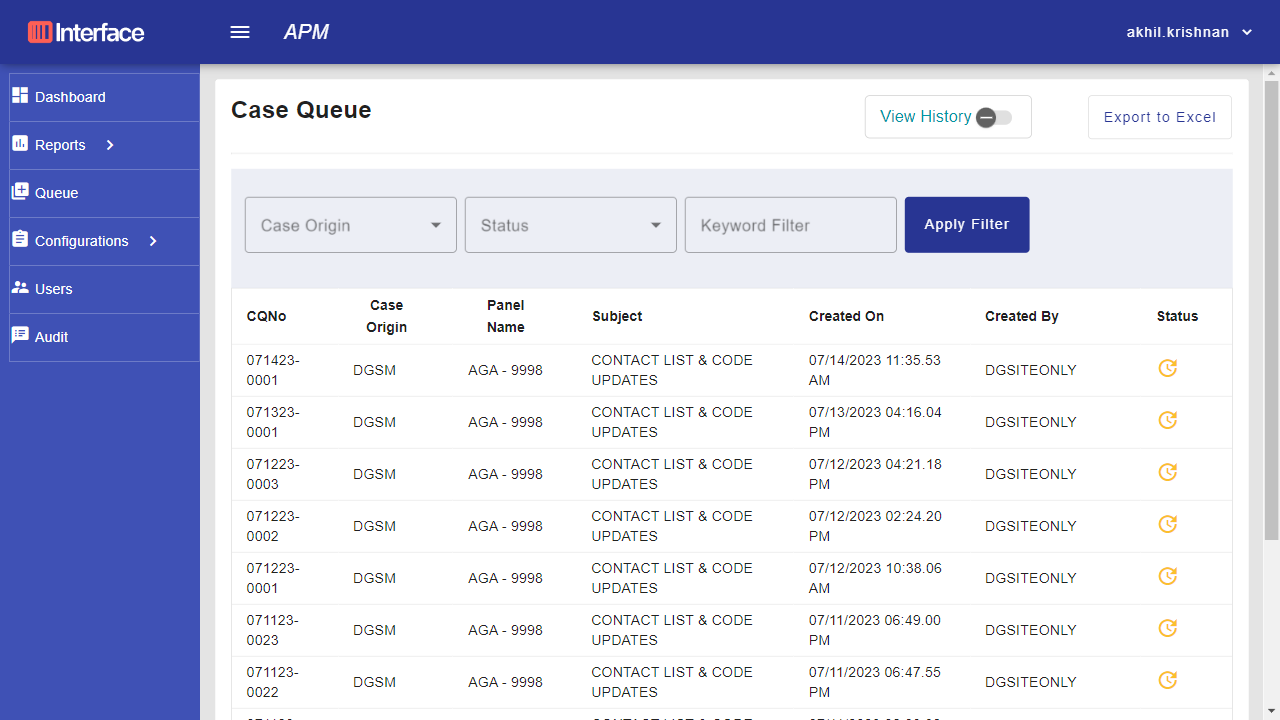 Interface
APM
akhil.krishnan
Dashboard
Reports
Queue
Configurations
Users
Audit
Case Queue
View History
Export to Excel
Case Origin
Status
Keyword Filter
Apply Filter
CQNo
Case
Origin
Panel
Name
Subject
Created On
Created By
Status
071423-
0001
DGSM
AGA - 9998
CONTACT LIST & CODE
UPDATES
07/14/2023 11:35.53
AM
DGSITEONLY
071323-
0001
DGSM
AGA - 9998
CONTACT LIST & CODE
UPDATES
07/13/2023 04:16.04
PM
DGSITEONLY
071223-
0003
DGSM
AGA - 9998
CONTACT LIST & CODE
UPDATES
07/12/2023 04:21.18
PM
DGSITEONLY
071223-
0002
DGSM
AGA - 9998
CONTACT LIST & CODE
UPDATES
07/12/2023 02:24.20
PM
DGSITEONLY
071223-
0001
DGSM
AGA - 9998
CONTACT LIST & CODE
UPDATES
07/12/2023 10:38.06
AM
DGSITEONLY
071123-
0023
DGSM
AGA - 9998
CONTACT LIST & CODE
UPDATES
07/11/2023 06:49.00
PM
DGSITEONLY
071123-
0022
DGSM
AGA - 9998
CONTACT LIST & CODE
UPDATES
07/11/2023 06:47.55
PM
DGSITEONLY